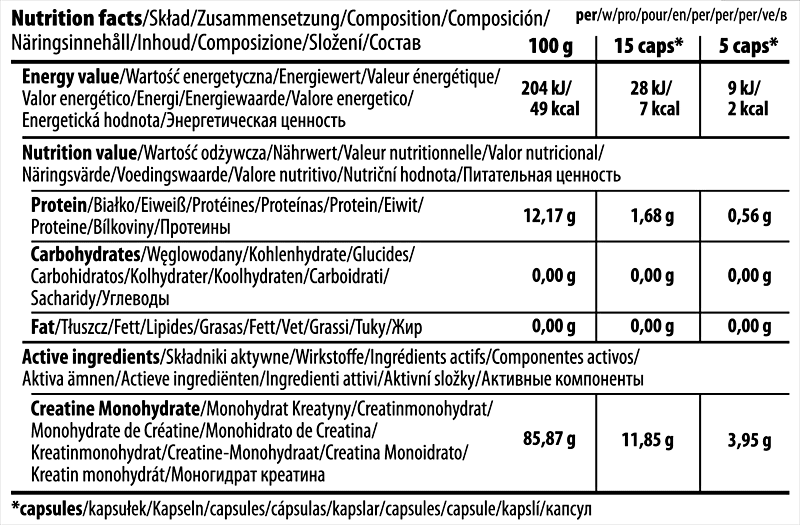 Nutrition facts/Skład/Zusammensetzung/Composition/Composición/
Näringsinnehåll/Inhoud/Composizione/Složení/Состав
per/w/pro/pour/en/per/per/per/ve/в
100 g 15 caps* 5 caps*
Energy value/Wartość energetyczna/Energiewert/Valeur énergétique/
Valor energético/Energi/Energiewaarde/Valore energetico/
Energetická hodnota/Энергетическая ценность
204 kJ/ 28 kJ/ 9 kJ/
49 kcal 7 kcal 2 kcal
Nutrition value/Wartość odżywcza/Nährwert/Valeur nutritionnelle/Valor nutricional/
Näringsvärde/Voedingswaarde/Valore nutritivo/Nutriční hodnota/Питательная ценность
Protein/Białko/Eiweiß/Protéines/Proteínas/Protein/Eiwit/
Proteine/Bílkoviny/Протеины
12,17 g 1,68 g 0,56 g
Carbohydrates/Węglowodany/Kohlenhydrate/Glucides/
Carbohidratos/Kolhydrater/Koolhydraten/Carboidrati/
Sacharidy/Углеводы
0,00 g 0,00 g 0,00 g
Fat/Tłuszcz/Fett/Lipides/Grasas/Fett/Vet/Grassi/Tuky/Жир
0,00 g 0,00 g 0,00 g
Active ingredients/Składniki aktywne/Wirkstoffe/Ingrédients actifs/Componentes activos/
Aktiva ämnen/Actieve ingrediënten/Ingredienti attivi/Aktivní složky/Активные компоненты
Creatine Monohydrate/Monohydrat Kreatyny/Creatinmonohydrat/
Monohydrate de Créatine/Monohidrato de Creatina/
Kreatinmonohydrat/Creatine-Monohydraat/Creatina Monoidrato/
Kreatin monohydrát/Моногидрат креатина
85,87 g 11,85 g 3,95 g
*capsules/kapsułek/Kapseln/capsules/cápsulas/kapslar/capsules/capsule/kapslí/капсул